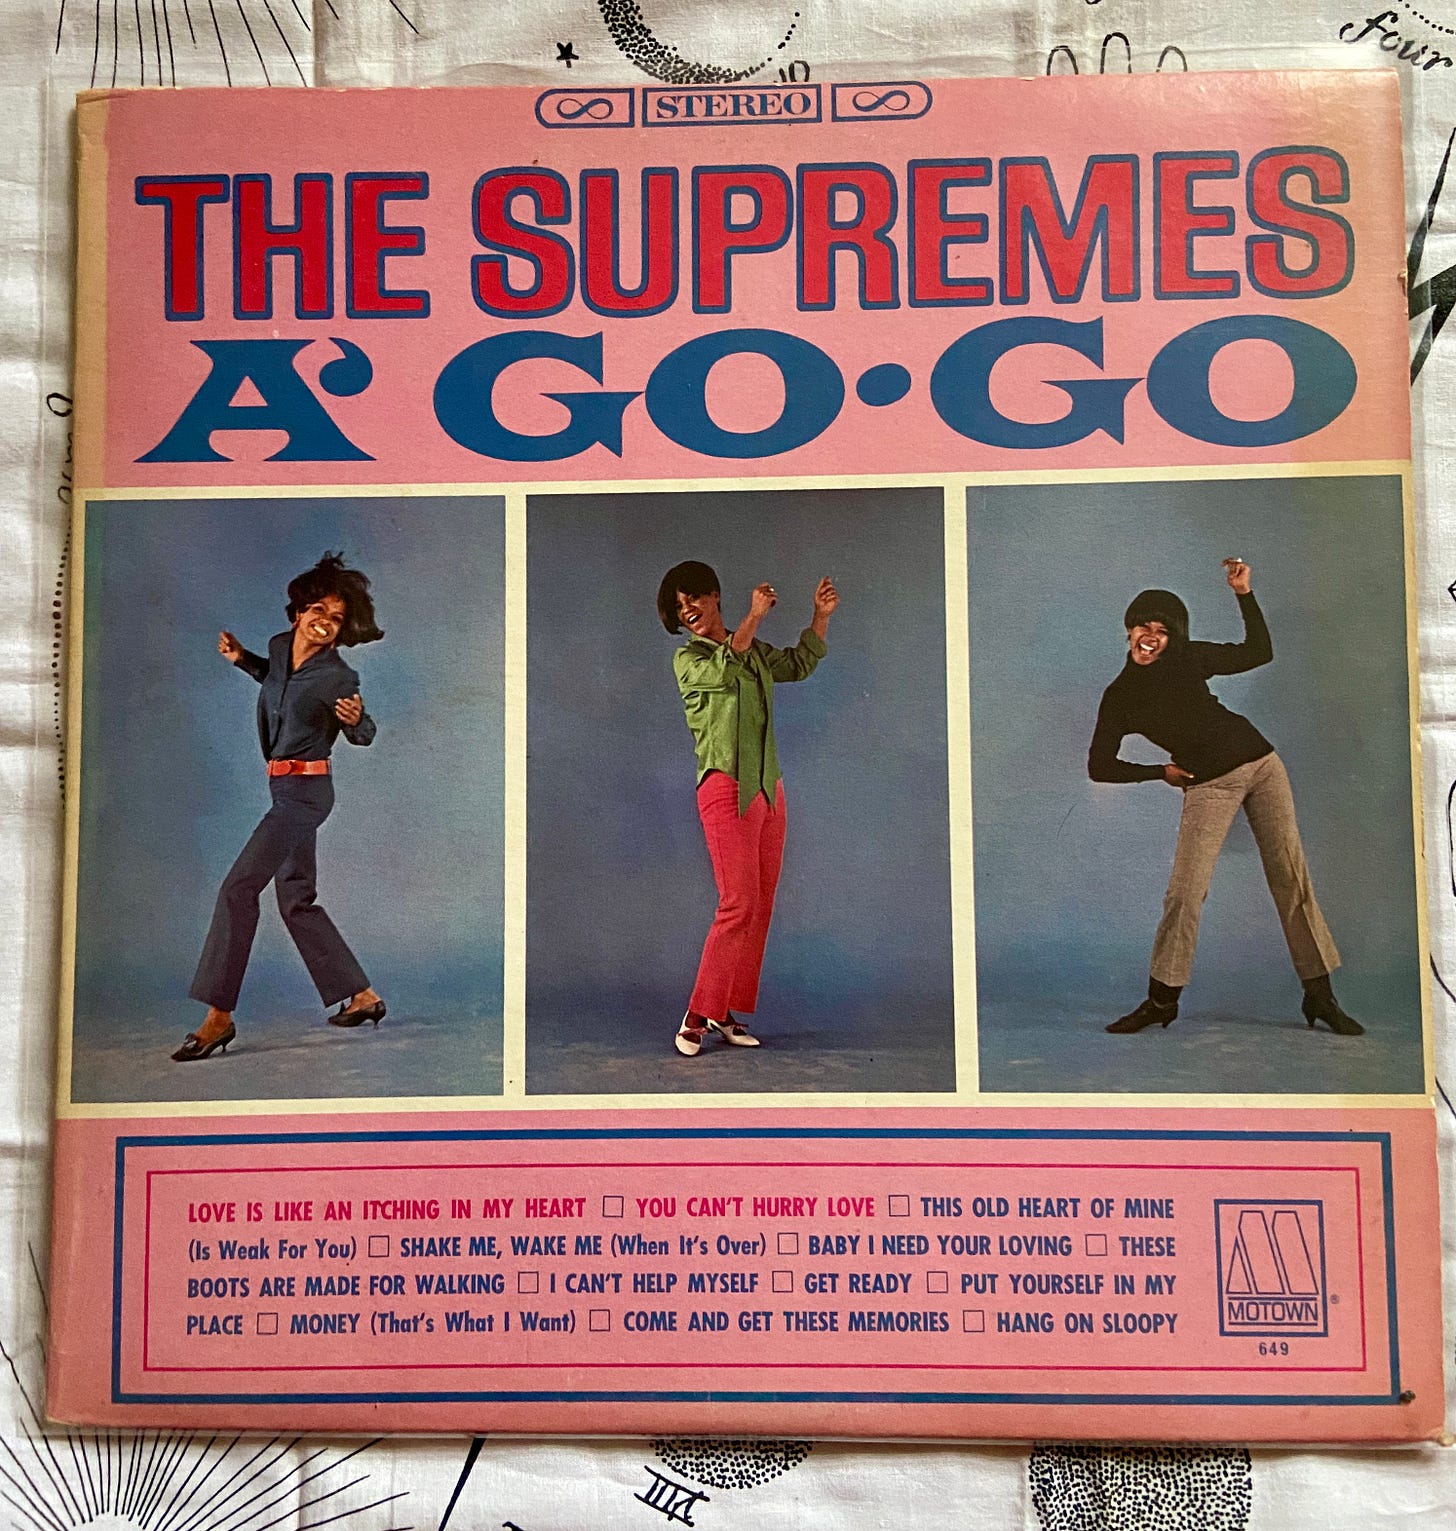 four
STEREO
THE SUPREMES
A' GO•GO
LOVE IS LIKE AN ITCHING IN MY HEART □ YOU CAN'T HURRY LOVE □ THIS OLD HEART OF MINE
(Is Weak For You) □ SHAKE ME, WAKE ME (When It's Over) □ BABY I NEED YOUR LOVING □ THESE
BOOTS ARE MADE FOR WALKING □ I CAN'T HELP MYSELF □ GET READY □ PUT YOURSELF IN MY
PLACE □ MONEY (That's What I Want) □ COME AND GET THESE MEMORIES □ HANG ON SLOOPY
M
MOTOWN®
649